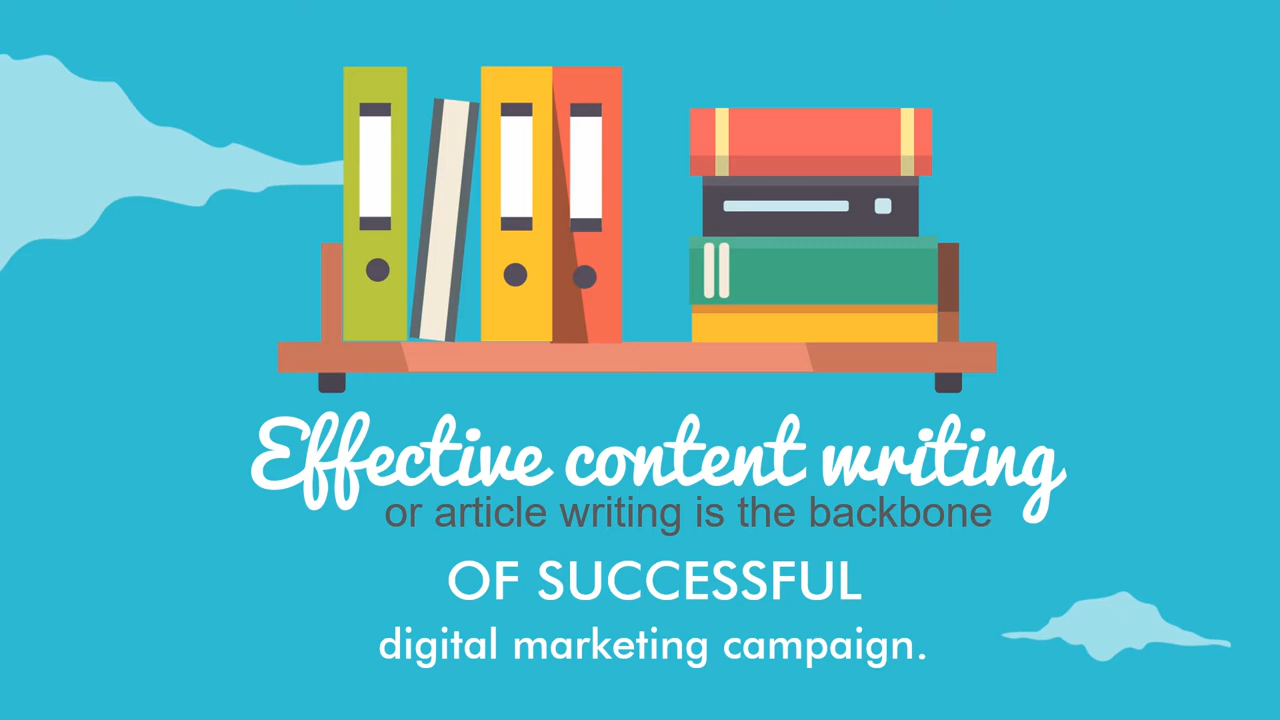 Effective content writing
or article writing is the backbone
OF SUCCESSFUL
digital marketing campaign.